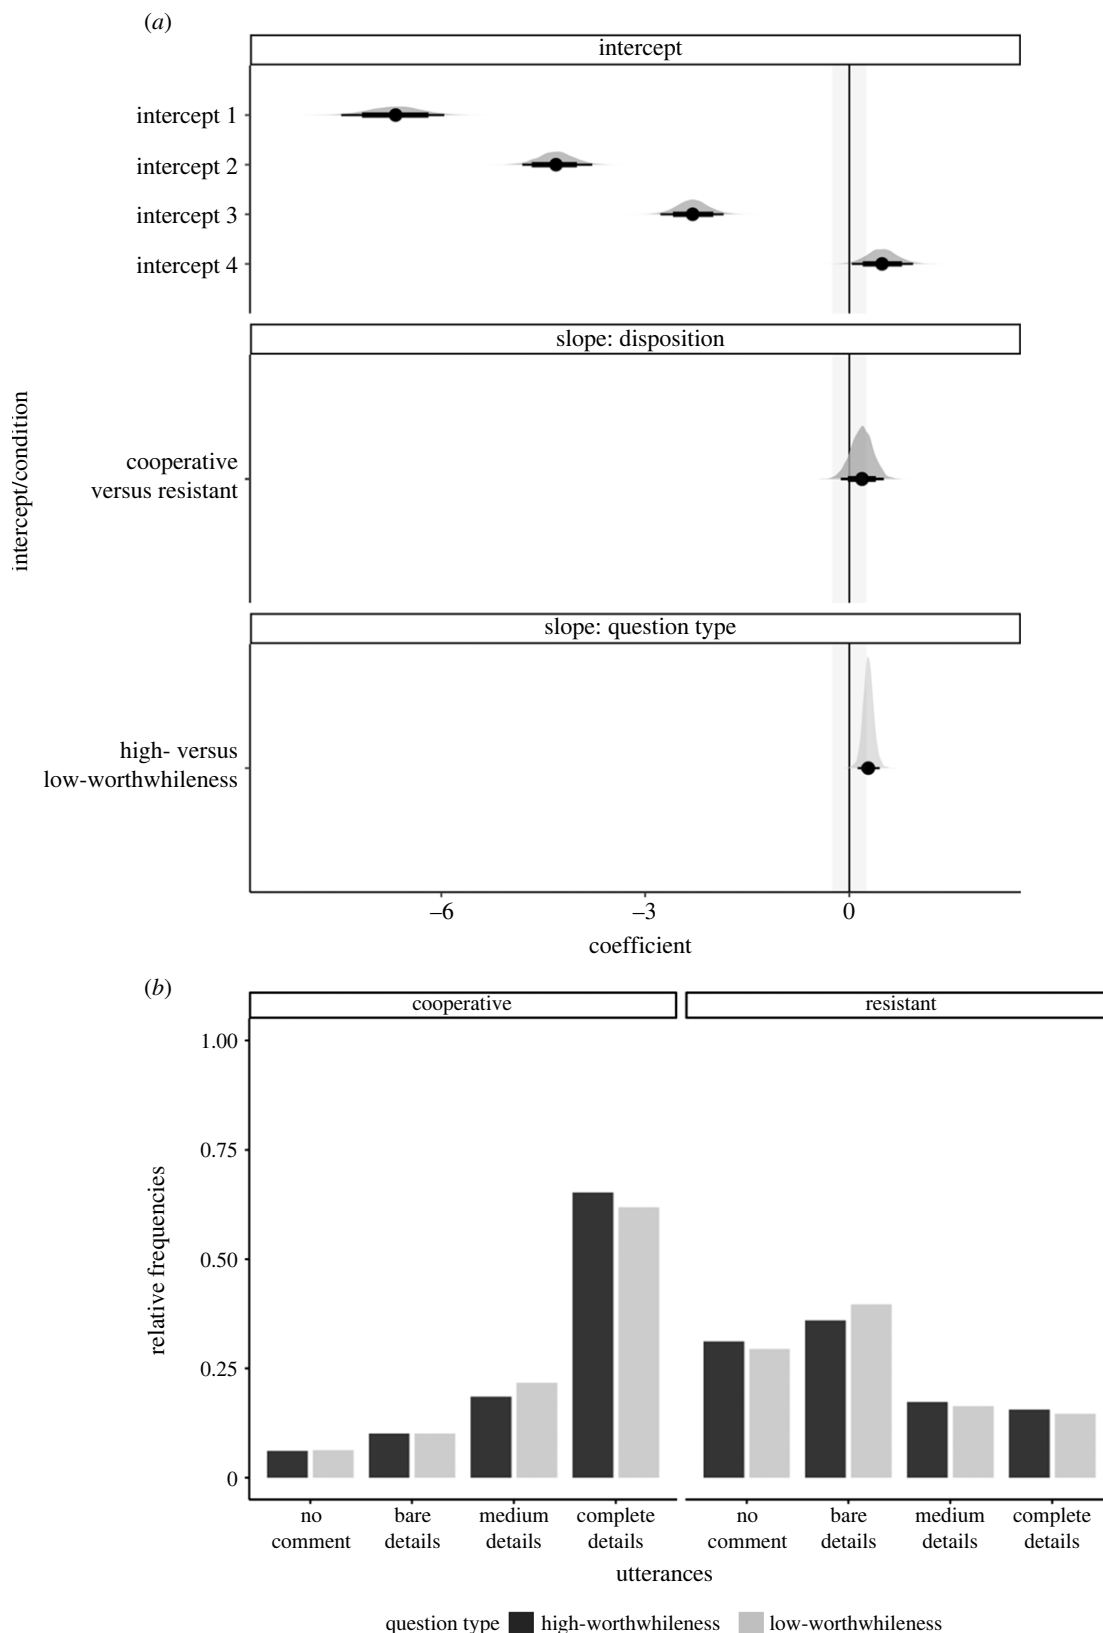 (a)
intercept
intercept 1
intercept 2
intercept 3
intercept 4
slope: disposition
cooperative
versus resistant
slope: question type
high- versus
low-worthwhileness
intercept/condition
–6
–3
0
coefficient
(b)
cooperative
resistant
1.00
0.75
0.50
0.25
0
relative frequencies
no
comment
bare
details
medium
details
complete
details
no
comment
bare
details
medium
details
complete
details
utterances
question type
high-worthwhileness
low-worthwhileness